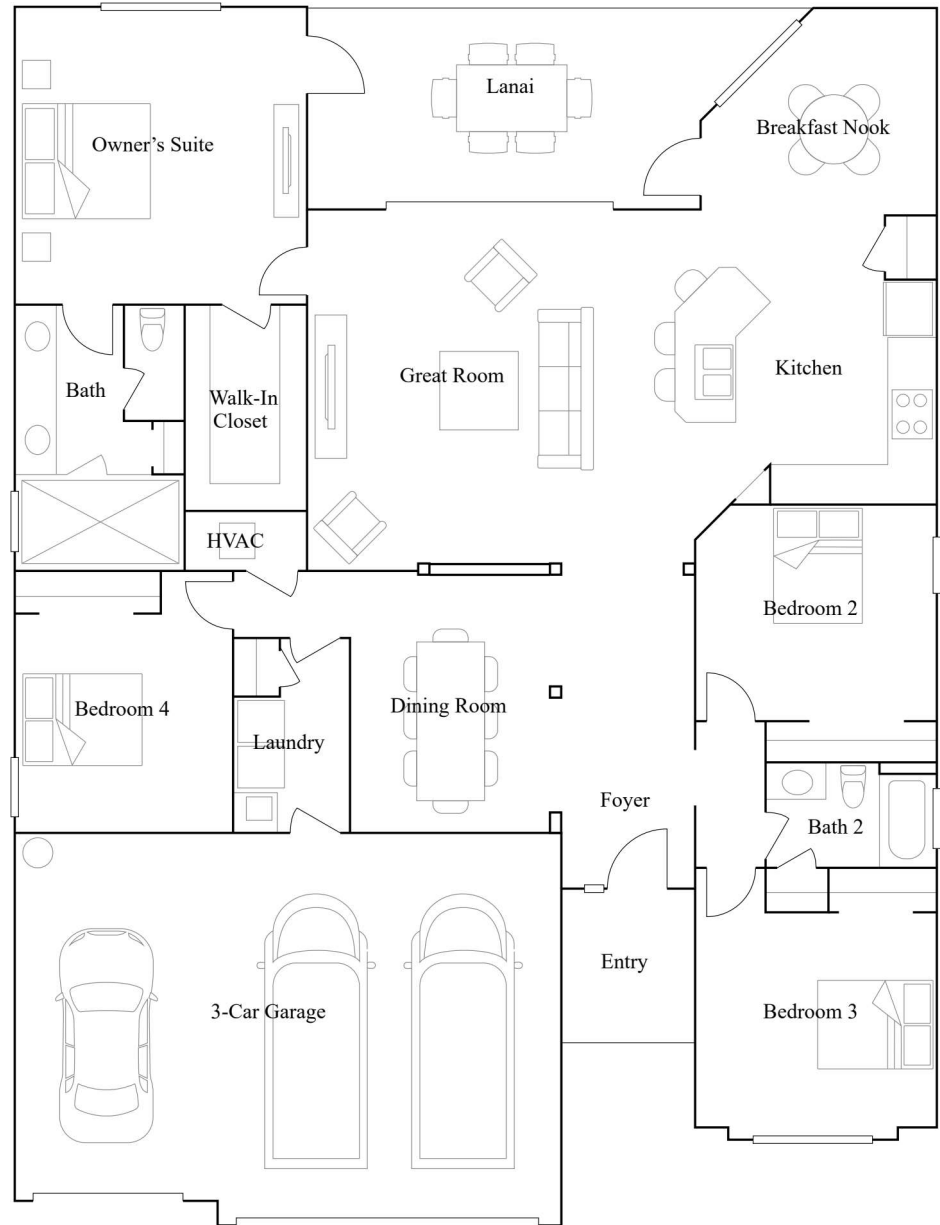 Lanai
Breakfast Nook
Owner’s Suite
Great Room
Kitchen
Bath
Walk-In
Closet
HVAC
Bedroom 2
Bedroom 4
Dining Room
Laundry
Foyer
Bath 2
Entry
3-Car Garage
Bedroom 3